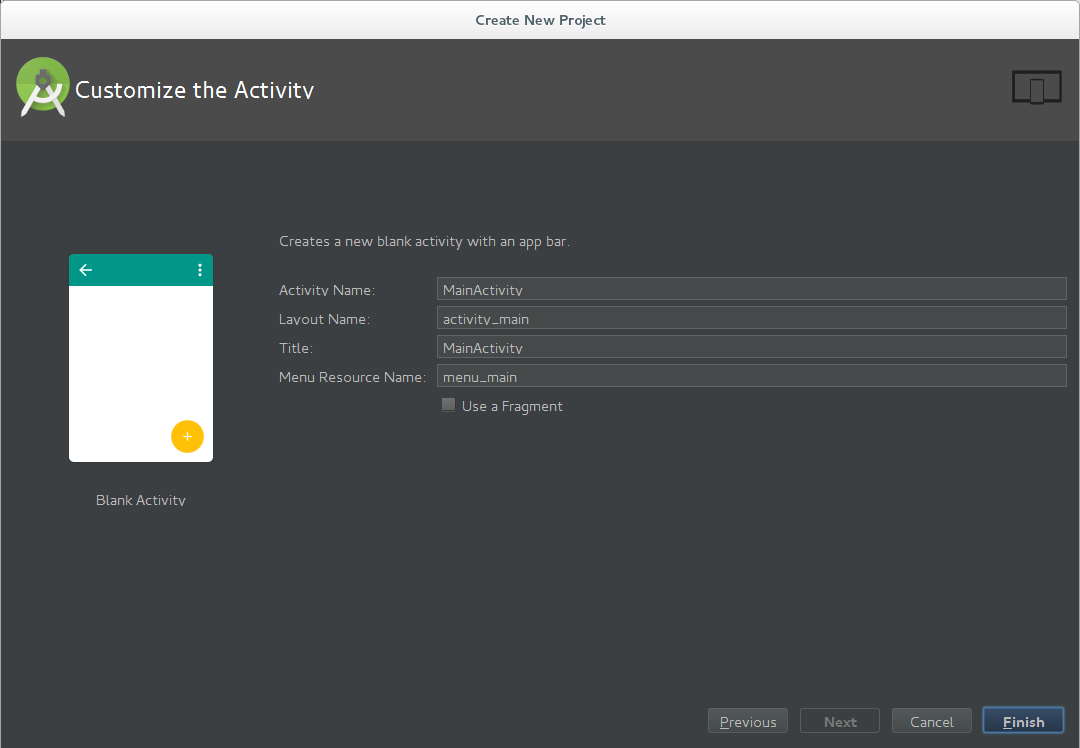 Create New Project
Customize the Activity
Creates a new blank activity with an app bar.
Activity Name: MainActivity
Layout Name: activity_main
Title: MainActivity
Menu Resource Name: menu_main
Use a Fragment
Blank Activity
Previous Next Cancel Finish